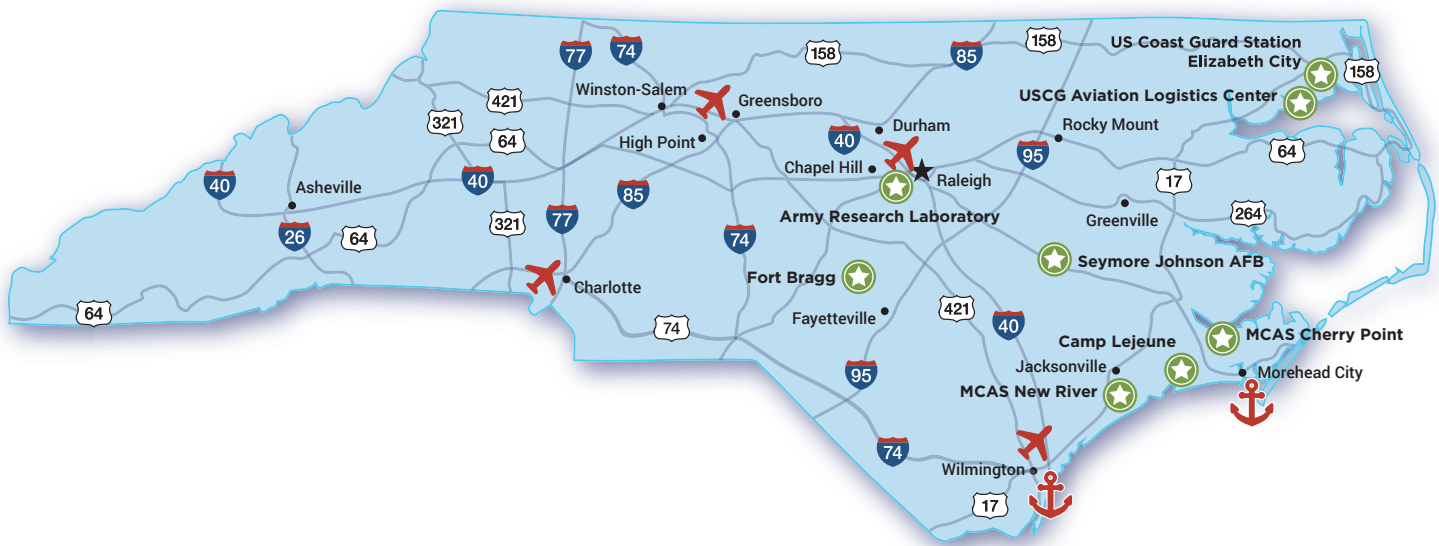 77
74
158
85
158
US Coast Guard Station
Elizabeth City
158
Winston-Salem
421
Greensboro
USCG Aviation Logistics Center
321
Durham
Rocky Mount
64
High Point
40
95
64
Chapel Hill
Raleigh
40
Asheville
40
85
17
Army Research Laboratory
Greenville
264
77
321
26
64
74
Seymore Johnson AFB
Fort Bragg
Charlotte
64
Fayetteville
421
40
74
MCAS Cherry Point
Camp Lejeune
95
Jacksonville
Morehead City
MCAS New River
74
Wilmington
17